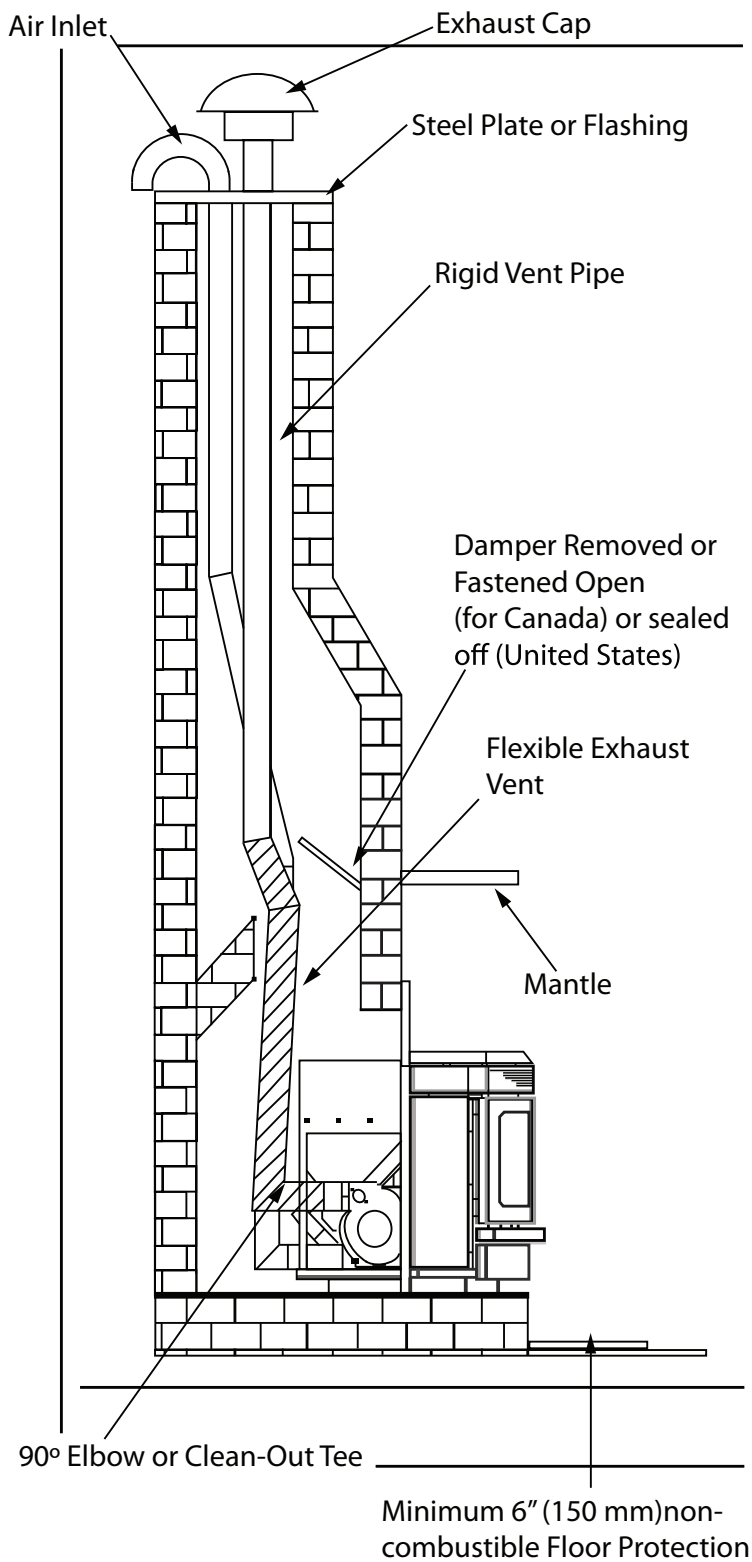 Air Inlet
Exhaust Cap
Steel Plate or Flashing
Rigid Vent Pipe
Damper Removed or
Fastened Open
(for Canada) or sealed
off (United States)
Flexible Exhaust
Vent
Mantle
90º Elbow or Clean-Out Tee
Minimum 6” (150 mm)non-
combustible Floor Protection